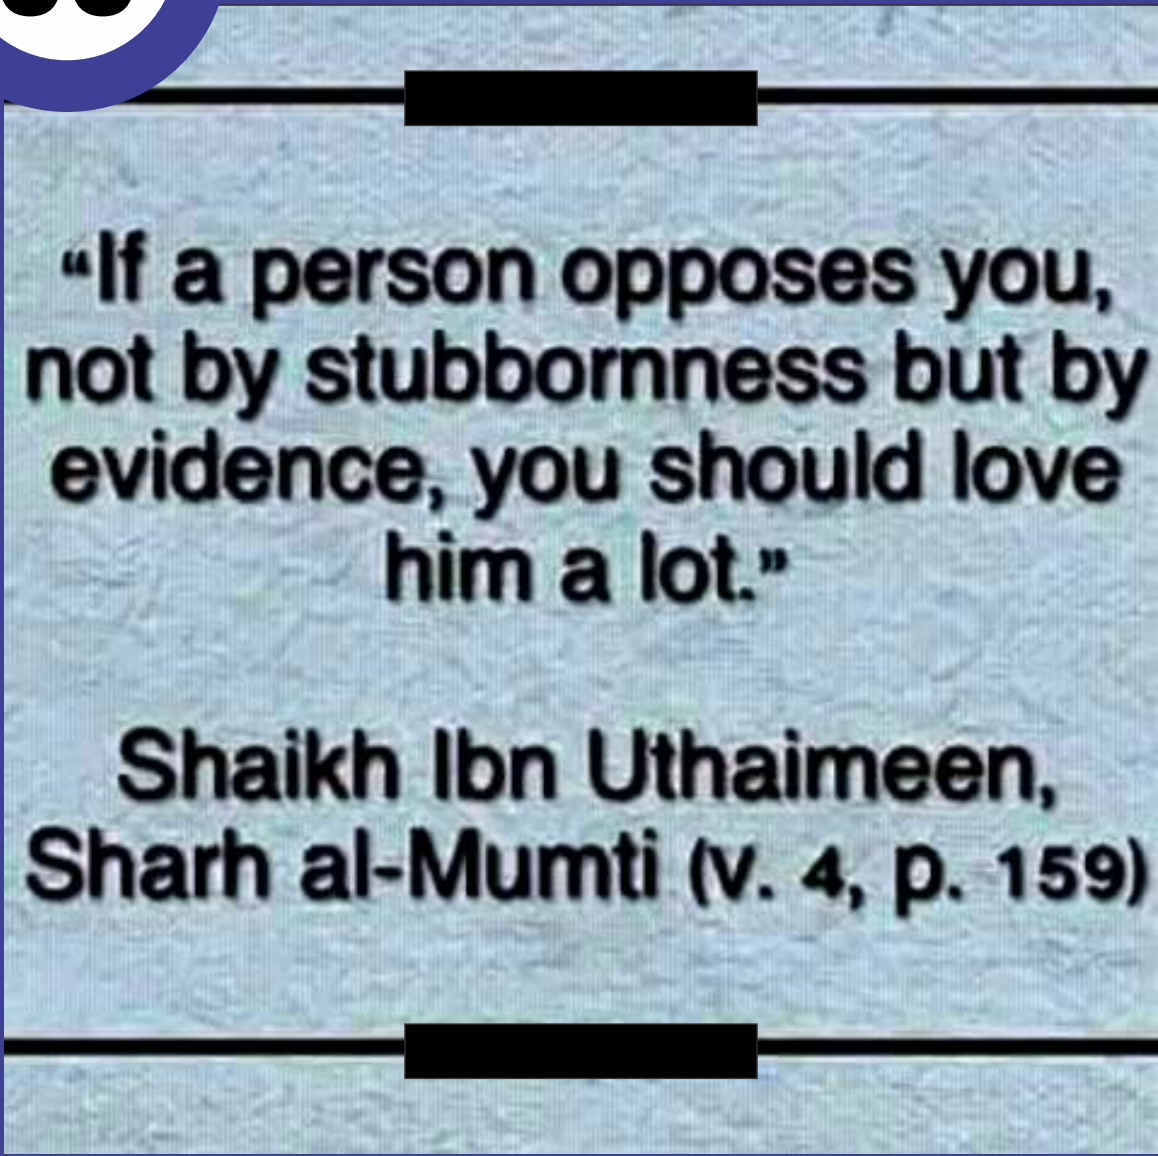 “If a person opposes you,
not by stubbornness but by
evidence, you should love
him a lot.”
Shaikh Ibn Uthaimeen,
Sharh al-Mumti (v. 4, p. 159)